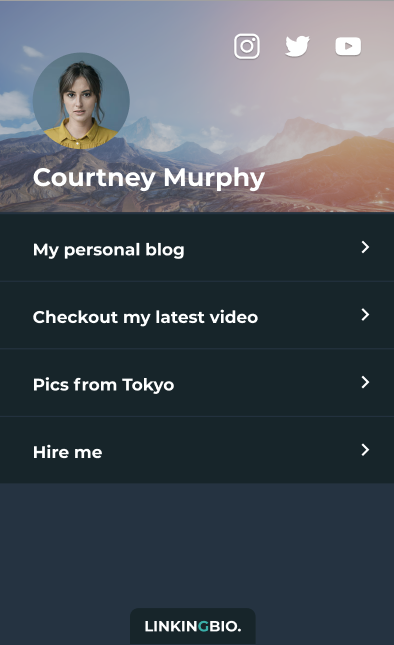 Courtney Murphy
My personal blog
Checkout my latest video
Pics from Tokyo
Hire me
LINKINGBIO.